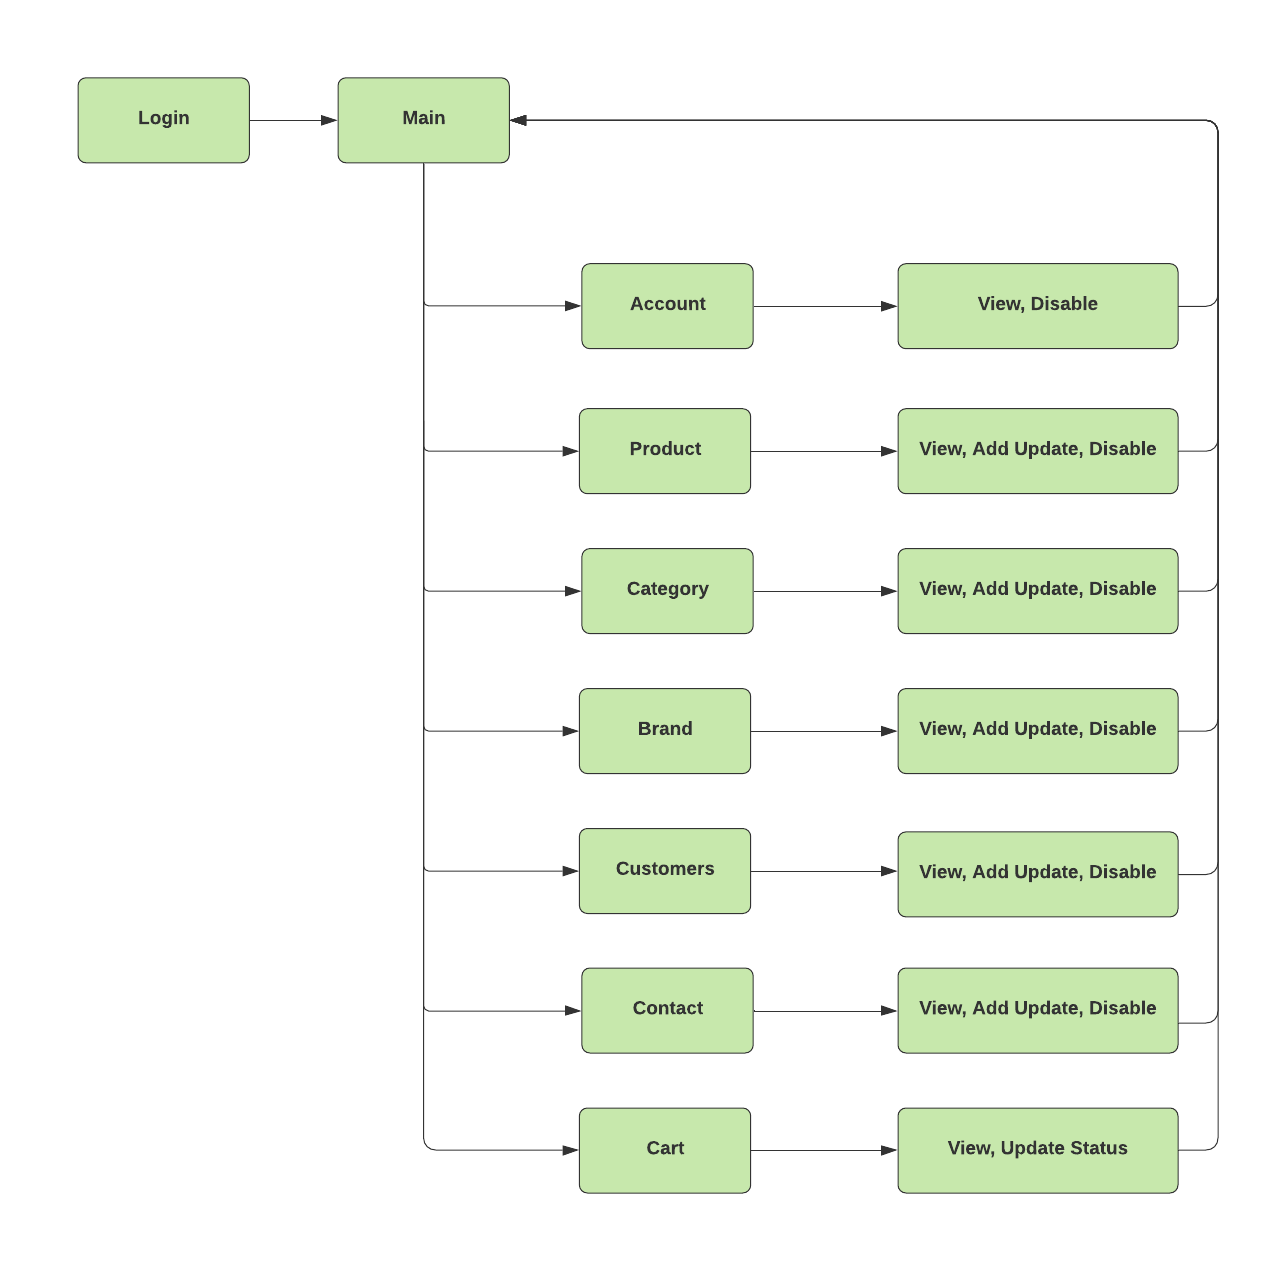 Login
Main
Account
View, Disable
Product
View, Add Update, Disable
Category
View, Add Update, Disable
Brand
View, Add Update, Disable
Customers
View, Add Update, Disable
Contact
View, Add Update, Disable
Cart
View, Update Status